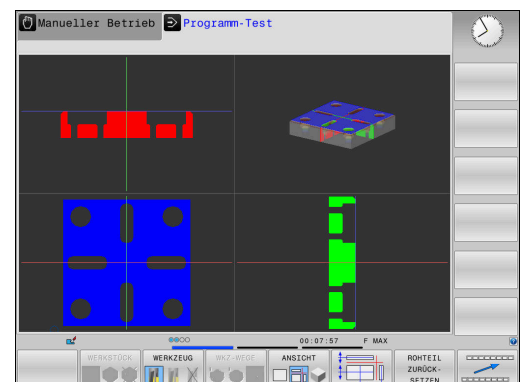 Manueller Betrieb
Programm-Test
00:07:57 F MAX
WERKSTÜCK
WERKZEUG
WKZ-WEGE
ANSICHT
ROHTEIL
ZURÜCK-
SETZEN